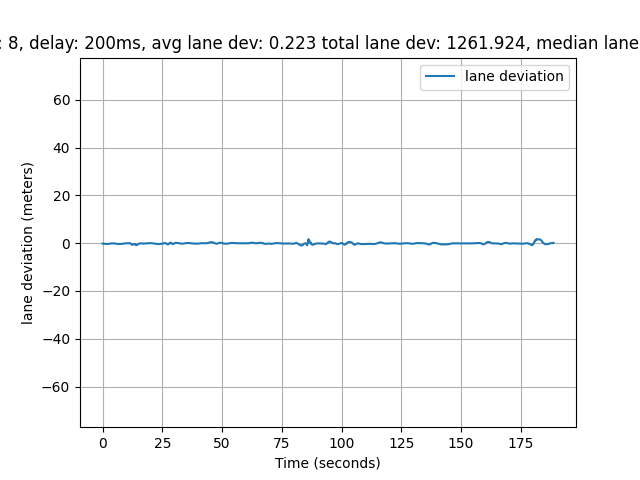 : 8, delay: 200ms, avg lane dev: 0.223 total lane dev: 1261.924, median lane
lane deviation
60
40
20
0
−20
−40
−60
lane deviation (meters)
0 25 50 75 100 125 150 175
Time (seconds)